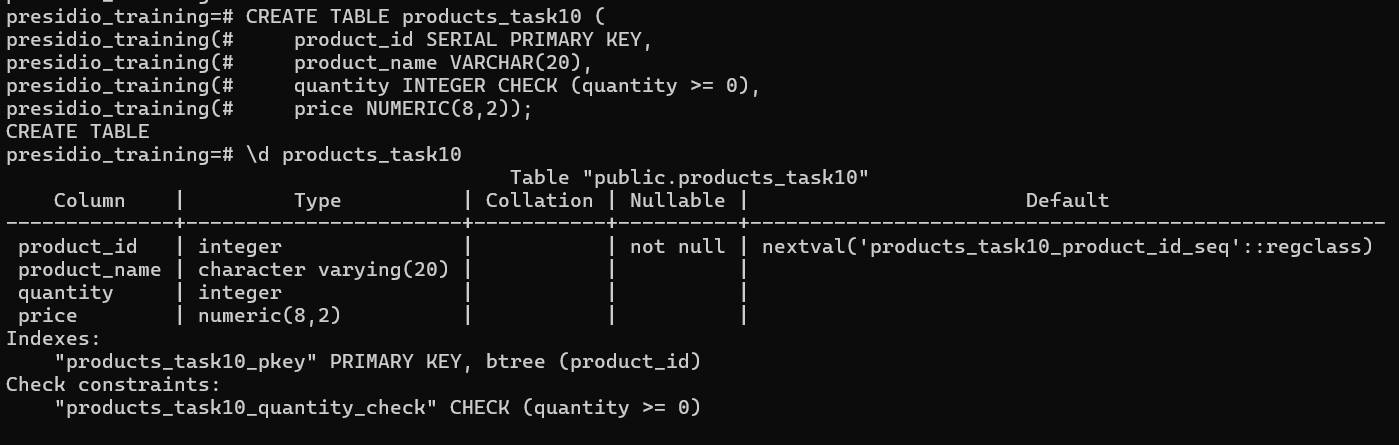 presidio_training=# CREATE TABLE products_task10 (
presidio_training(#     product_id SERIAL PRIMARY KEY,
presidio_training(#     product_name VARCHAR(20),
presidio_training(#     quantity INTEGER CHECK (quantity >= 0),
presidio_training(#     price NUMERIC(8,2));
CREATE TABLE
presidio_training=# \d products_task10
                                          Table "public.products_task10"
    Column    |         Type          | Collation | Nullable |                       Default
--------------+-----------------------+-----------+----------+-----------------------------------------------------
 product_id   | integer               |           | not null | nextval('products_task10_product_id_seq'::regclass)
 product_name | character varying(20) |           |          |
 quantity     | integer               |           |          |
 price        | numeric(8,2)          |           |          |
Indexes:
    "products_task10_pkey" PRIMARY KEY, btree (product_id)
Check constraints:
    "products_task10_quantity_check" CHECK (quantity >= 0)